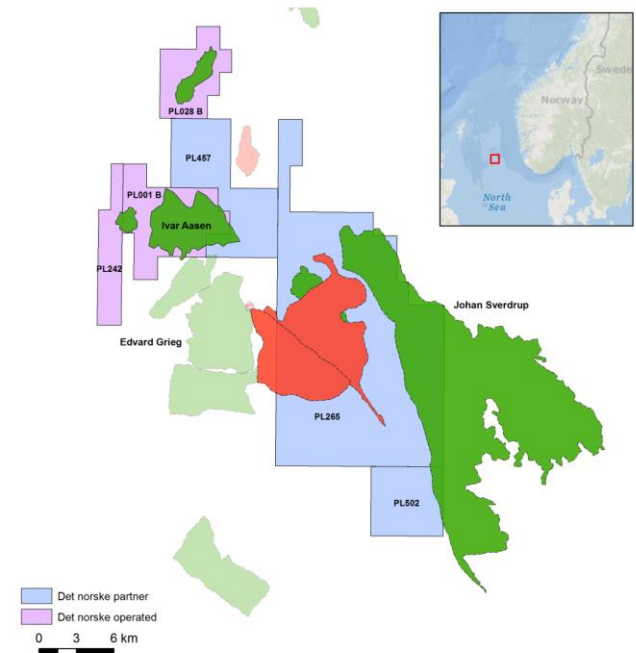 PL028 B
PL457
PL001 B
Ivar Aasen
PL242
Edvard Grieg
Johan Sverdrup
PL265
PL502
Norway
Swede
North
Sea
Det norske partner
Det norske operated
0 3 6 km